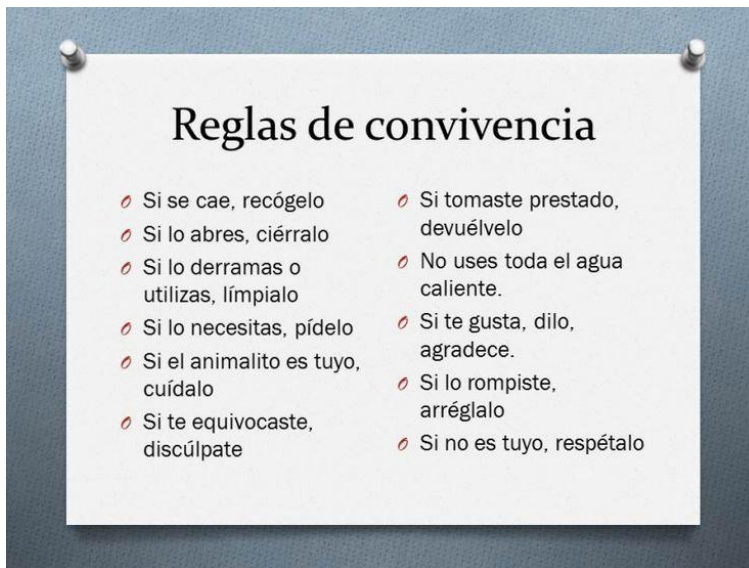 Reglas de convivencia
Si se cae, recógelo
Si lo abres, ciérralo
Si lo derramas o
utilizas, límpialo
Si lo necesitas, pídelo
Si el animalito es tuyo,
cuídalo
Si te equivocaste,
discúlpate
Si tomaste prestado,
devuélvelo
No uses toda el agua
caliente.
Si te gusta, dilo,
agradece.
Si lo rompiste,
arréglalo
Si no es tuyo, respétalo